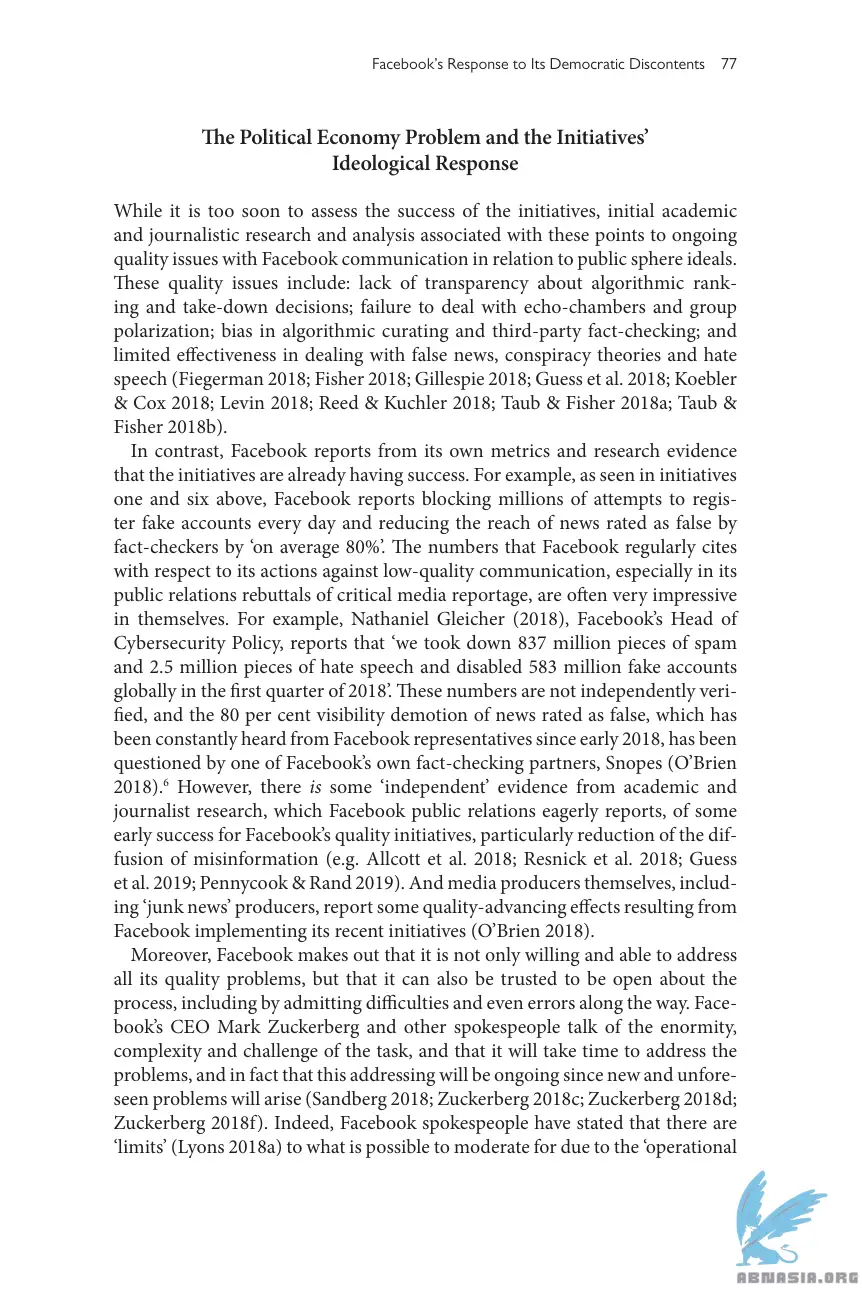 Facebook's Response to Its Democratic Discontents 77
The Political Economy Problem and the Initiatives’
Ideological Response
While it is too soon to assess the success of the initiatives, initial academic
and journalistic research and analysis associated with these points to ongoing
quality issues with Facebook communication in relation to public sphere ideals.
These quality issues include: lack of transparency about algorithmic rank-
ing and take-down decisions; failure to deal with echo-chambers and group
polarization; bias in algorithmic curating and third-party fact-checking; and
limited effectiveness in dealing with false news, conspiracy theories and hate
speech (Fiegerman 2018; Fisher 2018; Gillespie 2018; Guess et al. 2018; Koebler
& Cox 2018; Levin 2018; Reed & Kuchler 2018; Taub & Fisher 2018a; Taub &
Fisher 2018b).
In contrast, Facebook reports from its own metrics and research evidence
that the initiatives are already having success. For example, as seen in initiatives
one and six above, Facebook reports blocking millions of attempts to regis-
ter fake accounts every day and reducing the reach of news rated as false by
fact-checkers by ‘on average 80%’. The numbers that Facebook regularly cites
with respect to its actions against low-quality communication, especially in its
public relations rebuttals of critical media reportage, are often very impressive
in themselves. For example, Nathaniel Gleicher (2018), Facebook’s Head of
Cybersecurity Policy, reports that ‘we took down 837 million pieces of spam
and 2.5 million pieces of hate speech and disabled 583 million fake accounts
globally in the first quarter of 2018’. These numbers are not independently veri-
fied, and the 80 per cent visibility demotion of news rated as false, which has
been constantly heard from Facebook representatives since early 2018, has been
questioned by one of Facebook’s own fact-checking partners, Snopes (O’Brien
2018).⁶ However, there is some ‘independent’ evidence from academic and
journalist research, which Facebook public relations eagerly reports, of some
early success for Facebook’s quality initiatives, particularly reduction of the dif-
fusion of misinformation (e.g. Allcott et al. 2018; Resnick et al. 2018; Guess
et al. 2019; Pennycook & Rand 2019). And media producers themselves, includ-
ing ‘junk news’ producers, report some quality-advancing effects resulting from
Facebook implementing its recent initiatives (O’Brien 2018).
Moreover, Facebook makes out that it is not only willing and able to address
all its quality problems, but that it can also be trusted to be open about the
process, including by admitting difficulties and even errors along the way. Face-
book’s CEO Mark Zuckerberg and other spokespeople talk of the enormity,
complexity and challenge of the task, and that it will take time to address the
problems, and in fact that this addressing will be ongoing since new and unfore-
seen problems will arise (Sandberg 2018; Zuckerberg 2018c; Zuckerberg 2018d;
Zuckerberg 2018f). Indeed, Facebook spokespeople have stated that there are
‘limits’ (Lyons 2018a) to what is possible to moderate for due to the ‘operational
ABNASIA.ORG